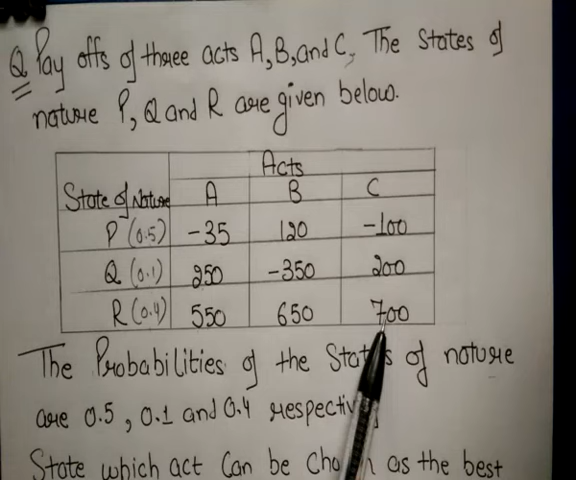 Q Pay offs of three acts A, B, and C, The States of
nature P, Q and R are given below.
Acts
State of Nature A B C
P (0.5) -35 120 -100
Q (0.1) 250 -350 200
R (0.4) 550 650 700
The Probabilities of the States of nature
are 0.5, 0.1 and 0.4
State which act Can be as the best